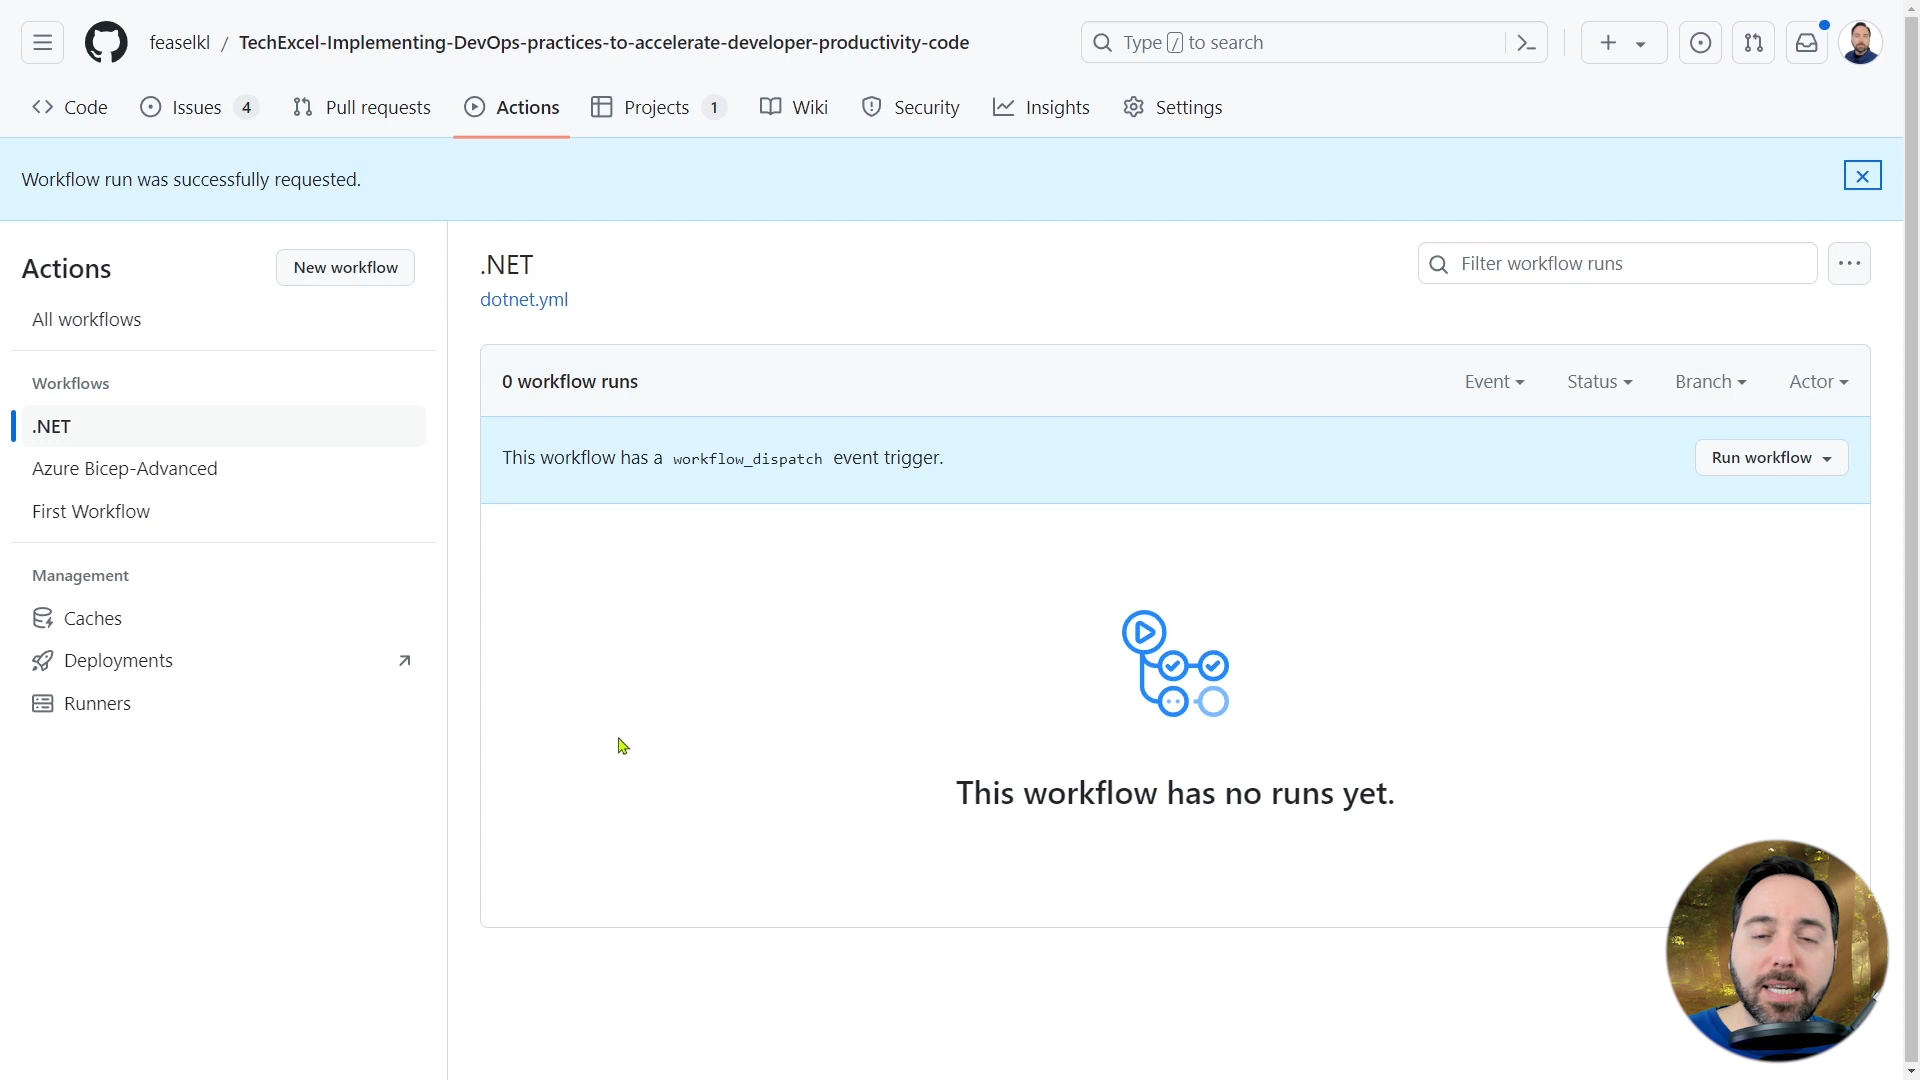 feaselkl / TechExcel-Implementing-DevOps-practices-to-accelerate-developer-productivity-code
Type / to search
Code
Issues 4
Pull requests
Actions
Projects 1
Wiki
Security
Insights
Settings
Workflow run was successfully requested.
Actions
New workflow
All workflows
Workflows
.NET
Azure Bicep-Advanced
First Workflow
Management
Caches
Deployments
Runners
.NET
dotnet.yml
Filter workflow runs
0 workflow runs
Event
Status
Branch
Actor
This workflow has a workflow_dispatch event trigger.
Run workflow
This workflow has no runs yet.